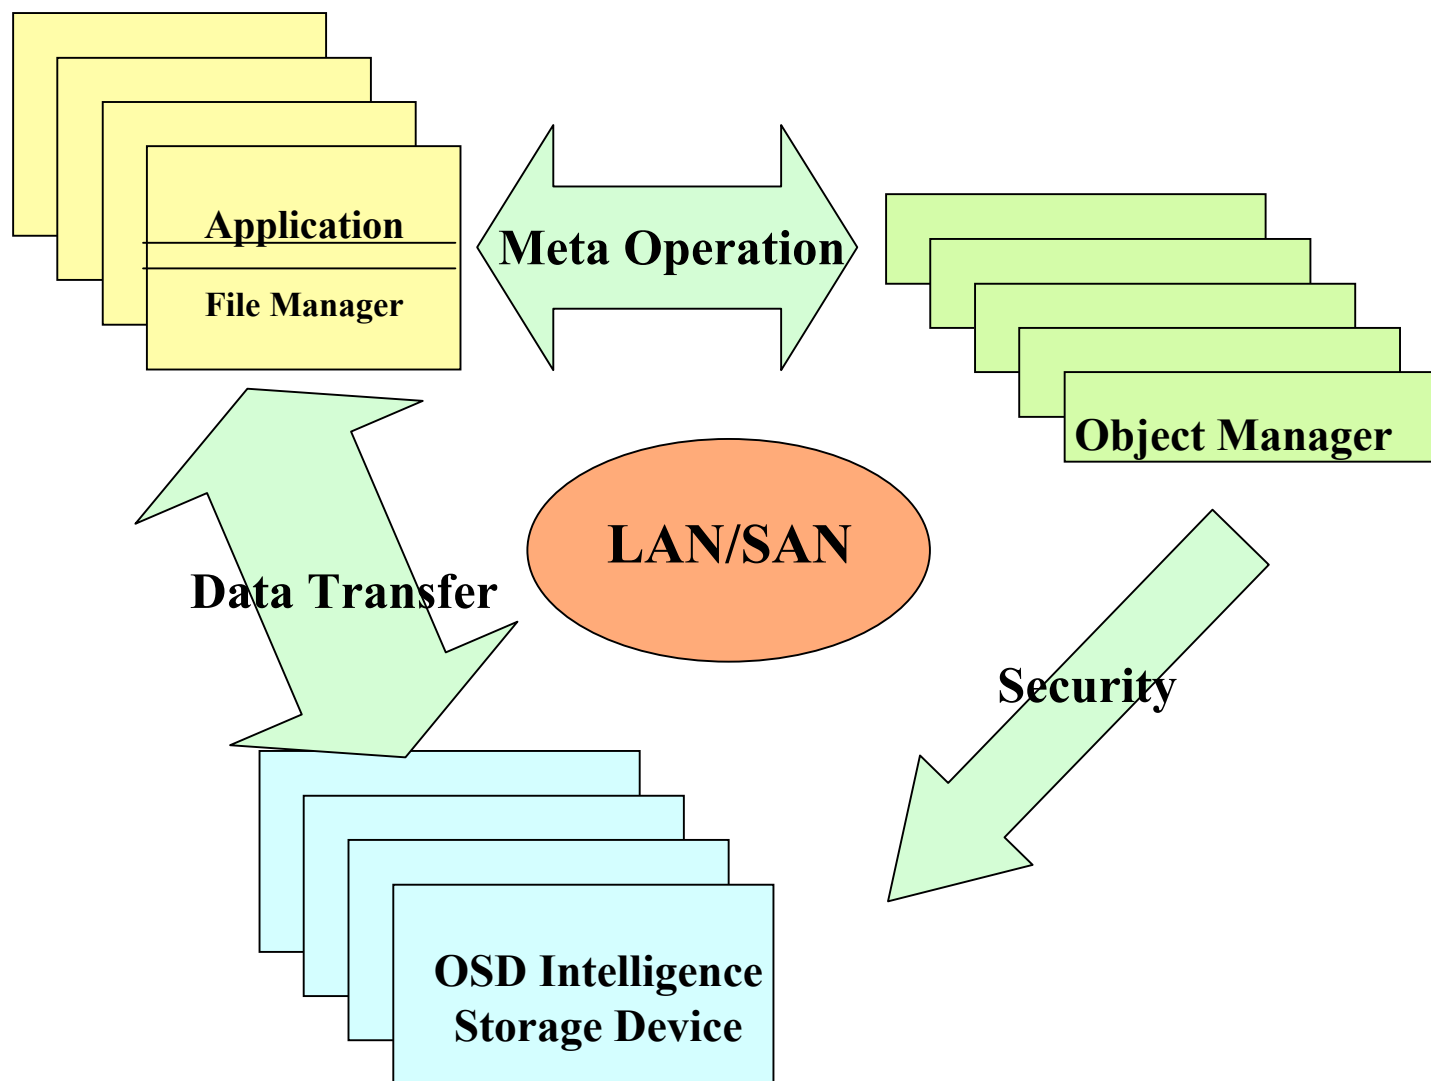 Application
File Manager
Meta Operation
Object Manager
LAN/SAN
Data Transfer
Security
OSD Intelligence
Storage Device